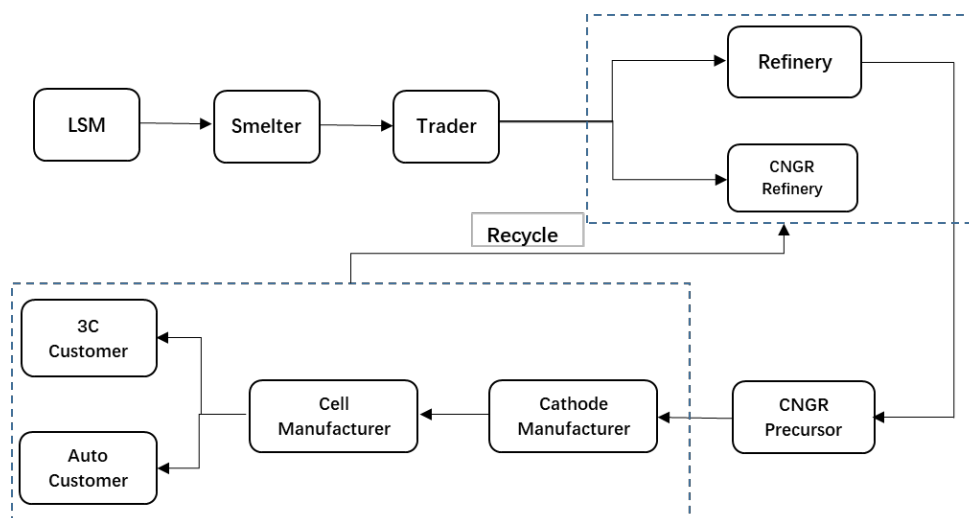 LSM
Smelter
Trader
Refinery
CNGR
Refinery
Recycle
3C
Customer
Auto
Customer
Cell
Manufacturer
Cathode
Manufacturer
CNGR
Precursor